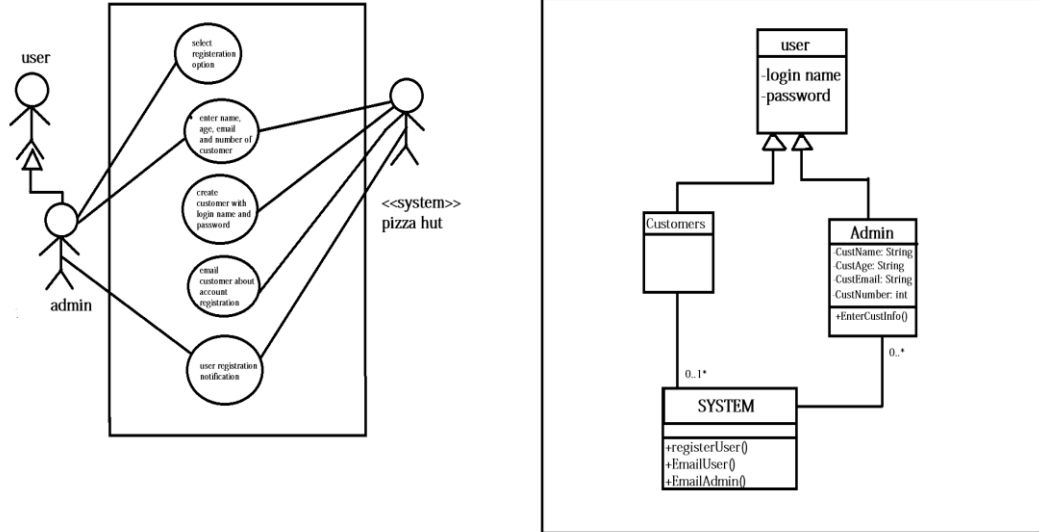 user
select
registeration
option
enter name,
age, email
and number of
customer
create
customer with
login name and
password
email
customer about
account
registration
user registration
notification
admin
<<system>>
pizza hut
user
-login name
-password
Customers
Admin
-CustName: String
-CustAge: String
-CustEmail: String
-CustNumber: int
+EnterCustInfo()
0..1*
0..*
SYSTEM
+registerUser()
+EmailUser()
+EmailAdmin()